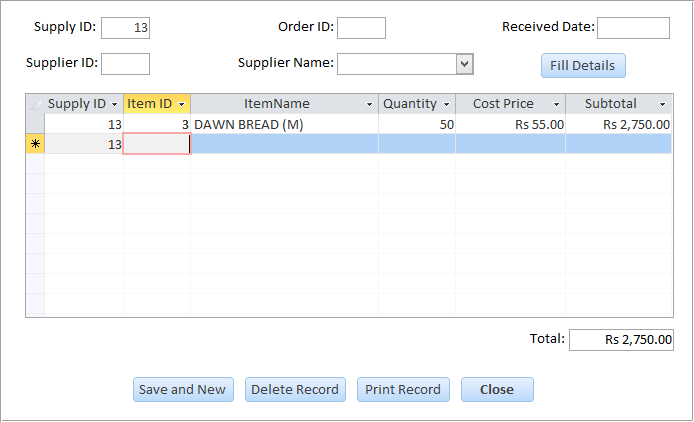 Supply ID: 13 Order ID: Received Date:
Supplier ID: Supplier Name: Fill Details
Supply ID Item ID ItemName Quantity Cost Price Subtotal
13 3 DAWN BREAD (M) 50 Rs 55.00 Rs 2,750.00
* 13
Total: Rs 2,750.00
Save and New Delete Record Print Record Close